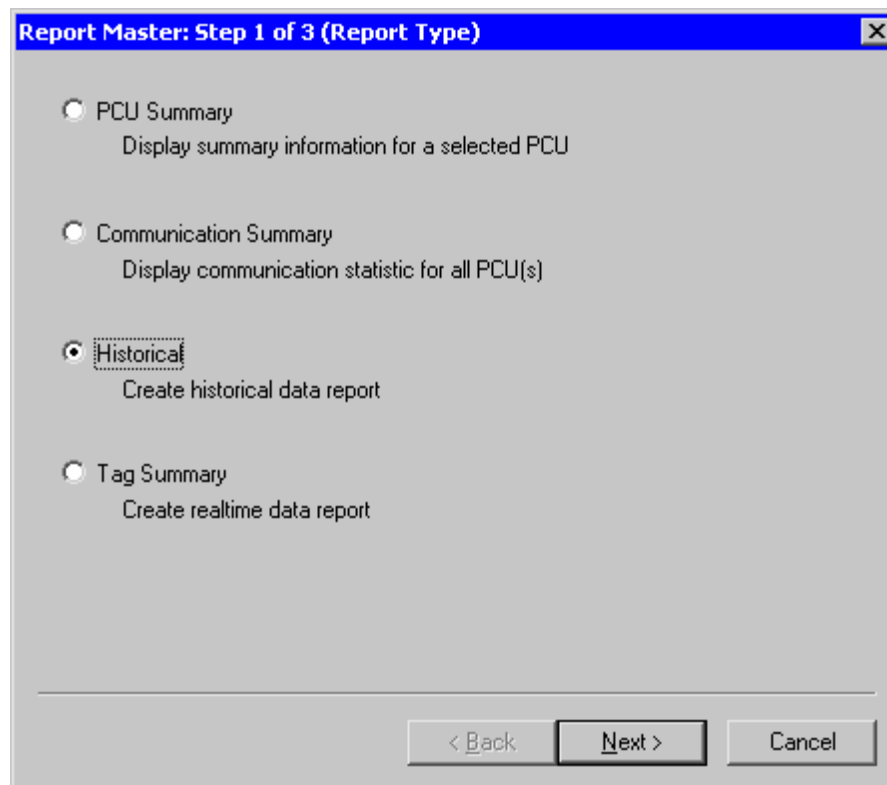 Report Master: Step 1 of 3 (Report Type)
PCU Summary
Display summary information for a selected PCU
Communication Summary
Display communication statistic for all PCU(s)
Historical
Create historical data report
Tag Summary
Create realtime data report
< Back
Next >
Cancel